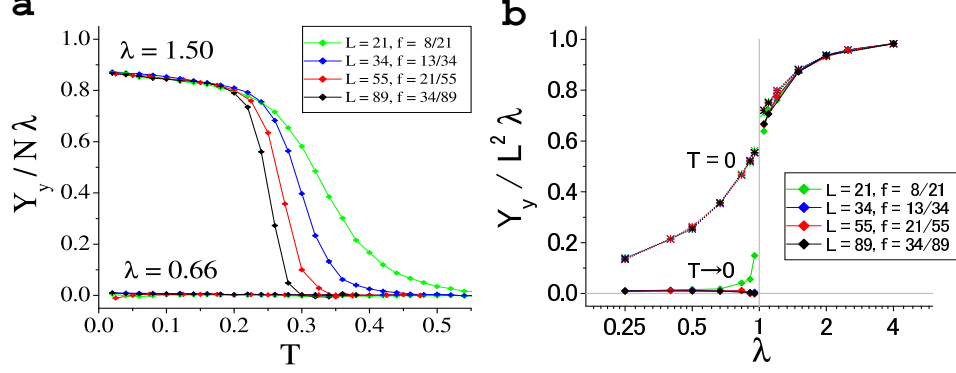 a
λ = 1.50
L = 21, f = 8/21
L = 34, f = 13/34
L = 55, f = 21/55
L = 89, f = 34/89
λ = 0.66
1.0
0.8
0.6
0.4
0.2
0.0
Y_y / N λ
0.0 0.1 0.2 0.3 0.4 0.5
T
b
1.0
0.8
0.6
0.4
0.2
0.0
Y_y / L² λ
T = 0
T→0
L = 21, f = 8/21
L = 34, f = 13/34
L = 55, f = 21/55
L = 89, f = 34/89
0.25 0.5 1 2 4
λ